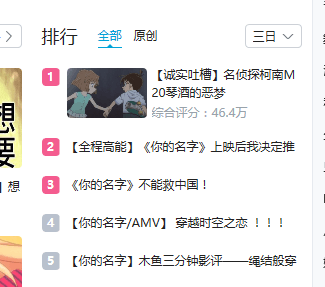 排行 全部 原创 三日
1 【诚实吐槽】名侦探柯南M
20琴酒的恶梦
综合评分：46.4万
2 【全程高能】《你的名字》上映后我决定推
3 《你的名字》不能救中国！
4 【你的名字/AMV】 穿越时空之恋 ！！！
5 【你的名字】木鱼三分钟影评——绳结般穿
想
要
】想